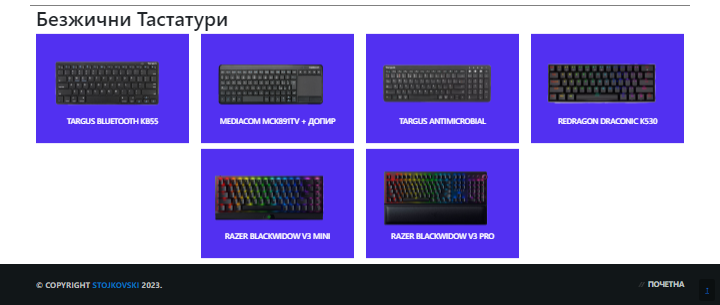 Безжични Тастатури
TARGUS BLUETOOTH KB55
MEDIACOM MCK891TV + ДОПИР
TARGUS ANTIMICROBIAL
REDRAGON DRACONIC K530
RAZER BLACKWIDOW V3 MINI
RAZER BLACKWIDOW V3 PRO
© COPYRIGHT STOJKOVSKI 2023.
// ПОЧЕТНА
↑